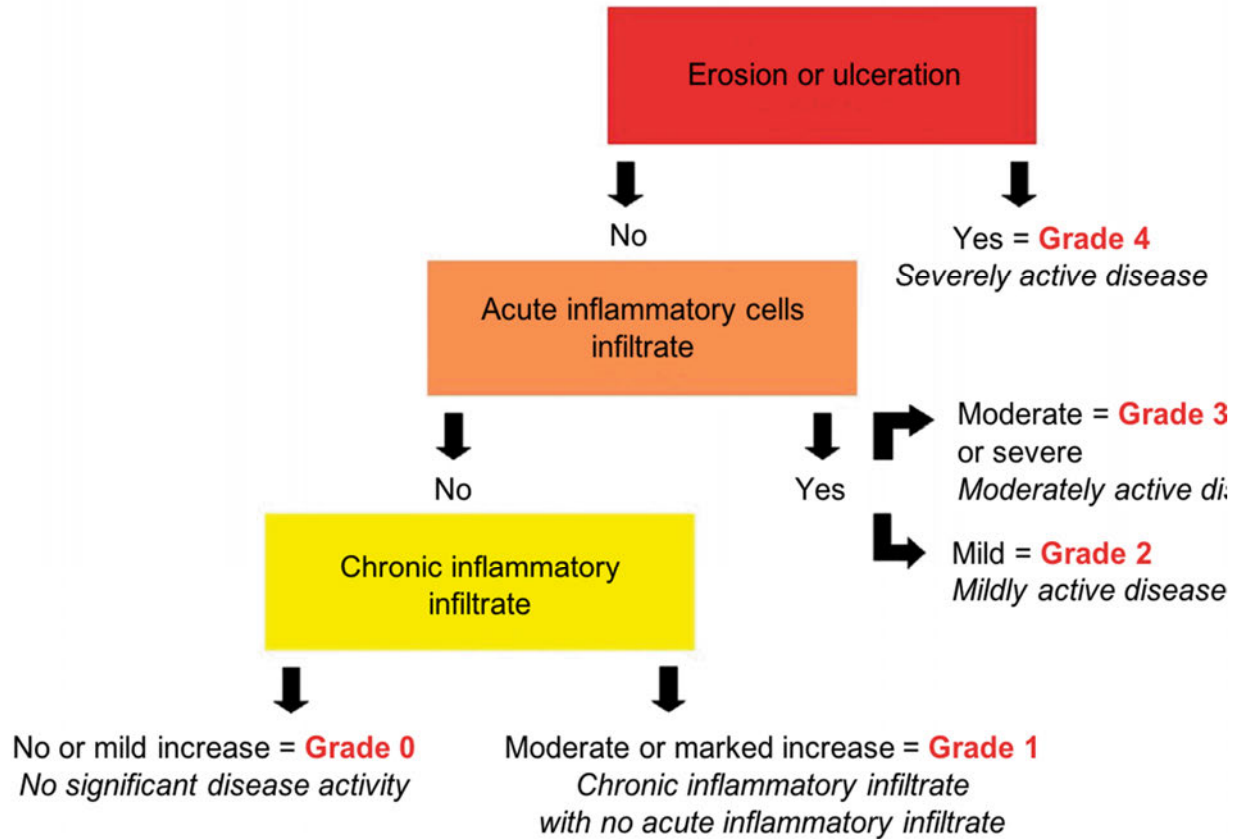 Erosion or ulceration
No
Yes = Grade 4
Severely active disease
Acute inflammatory cells
infiltrate
No
Yes
Moderate = Grade 3
or severe
Moderately active
Mild = Grade 2
Mildly active disease
Chronic inflammatory
infiltrate
No or mild increase = Grade 0
No significant disease activity
Moderate or marked increase = Grade 1
Chronic inflammatory infiltrate
with no acute inflammatory infiltrate